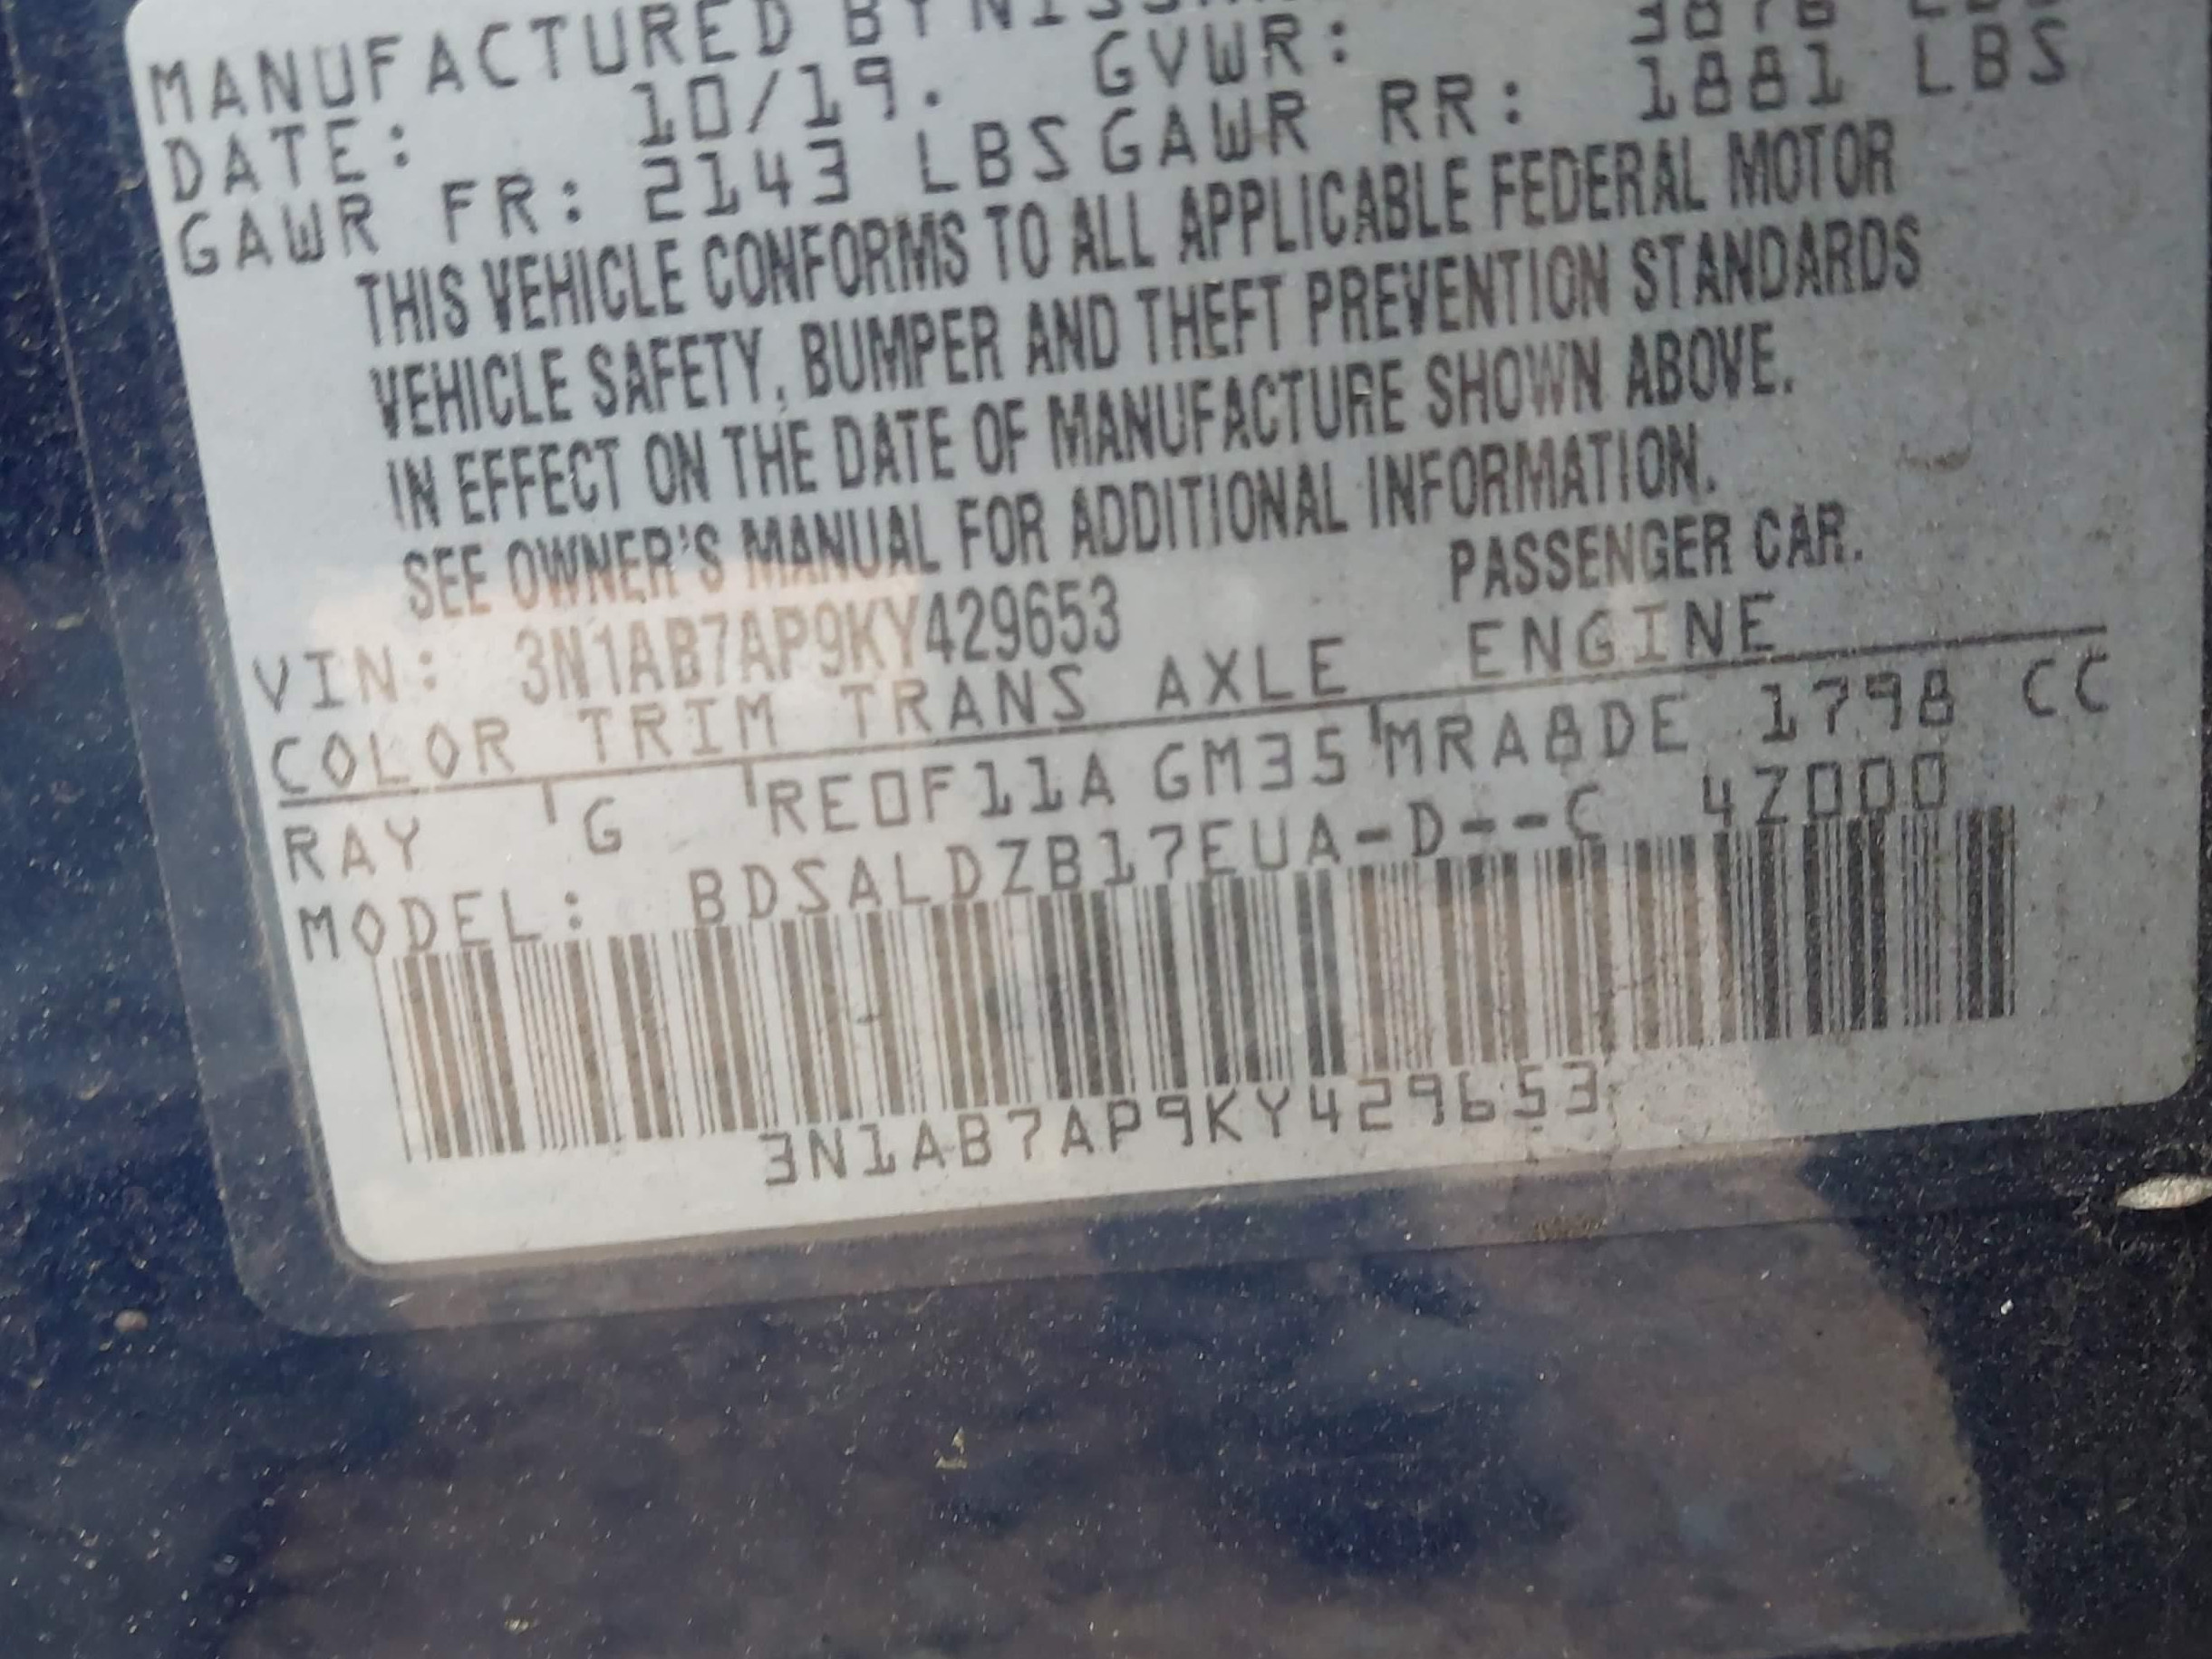 MANUFACTURED BY
DATE: 10/19. GVWR: 3878
GAWR FR: 2143 LBS GAWR RR: 1881 LBS
THIS VEHICLE CONFORMS TO ALL APPLICABLE FEDERAL MOTOR
VEHICLE SAFETY, BUMPER AND THEFT PREVENTION STANDARDS
IN EFFECT ON THE DATE OF MANUFACTURE SHOWN ABOVE.
SEE OWNER'S MANUAL FOR ADDITIONAL INFORMATION.
VIN: 3N1AB7AP9KY429653 PASSENGER CAR.
COLOR TRIM TRANS AXLE ENGINE
RAY G RE0F11A GM35 MRA8DE 1798 CC
MODEL: BDSALDZB17EUA-D--C 4Z000
3N1AB7AP9KY429653